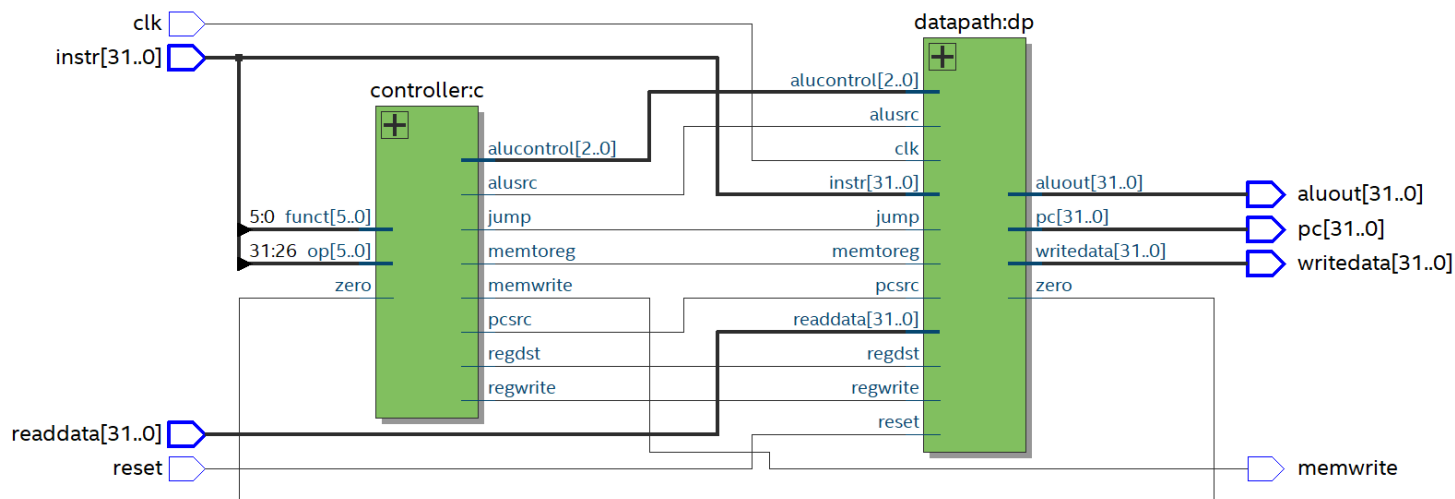 clk
instr[31..0]
controller:c
5:0 funct[5..0]
31:26 op[5..0]
zero
alucontrol[2..0]
alusrc
jump
memtoreg
memwrite
pcsrc
regdst
regwrite
readdata[31..0]
reset
datapath:dp
alucontrol[2..0]
alusrc
clk
instr[31..0]
jump
memtoreg
pcsrc
readdata[31..0]
regdst
regwrite
reset
aluout[31..0]
pc[31..0]
writedata[31..0]
zero
aluout[31..0]
pc[31..0]
writedata[31..0]
memwrite